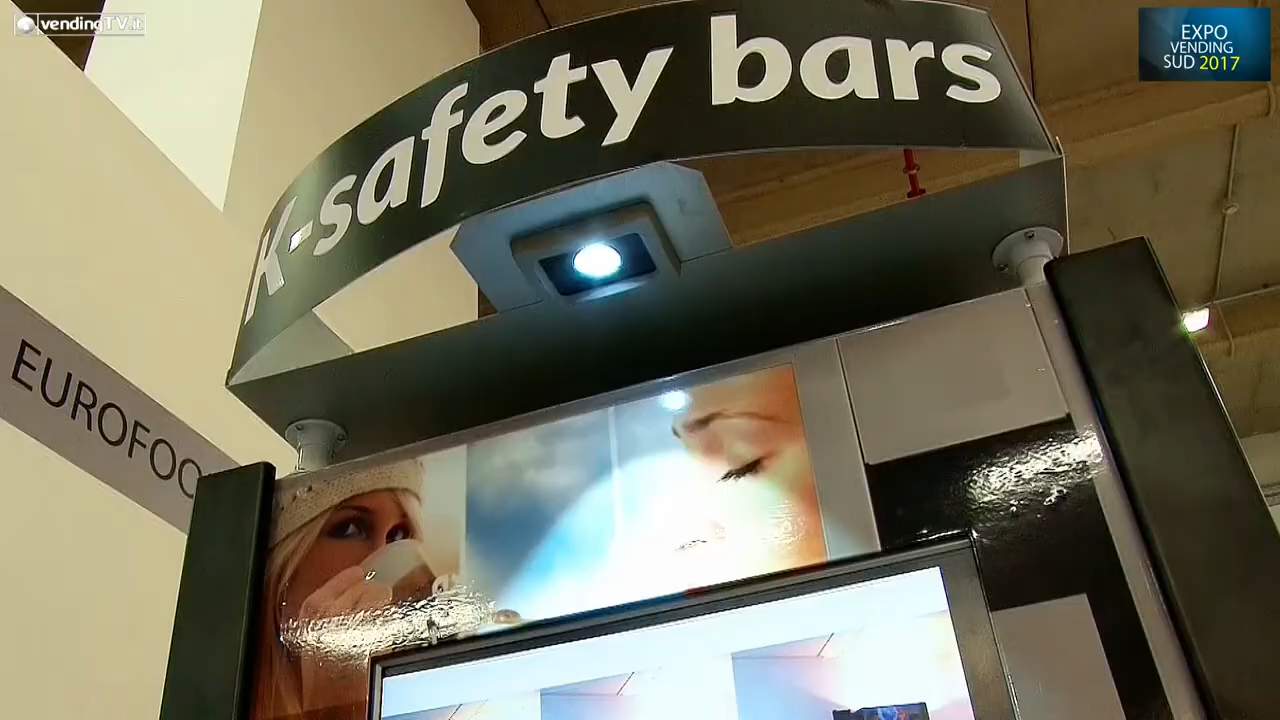 vendingTV.it
EXPO
VENDING
SUD 2017
K-safety bars
EUROFOO